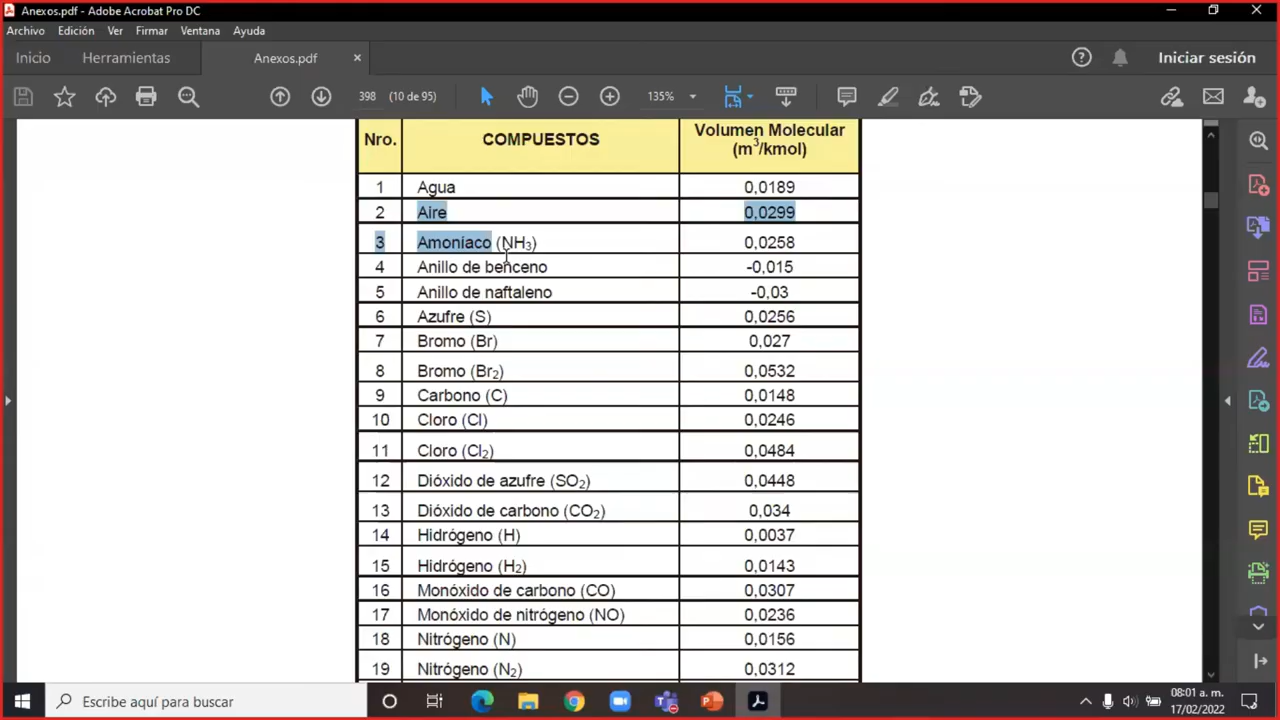 Anexos.pdf - Adobe Acrobat Pro DC
Archivo Edición Ver Firmar Ventana Ayuda
Inicio Herramientas Anexos.pdf Iniciar sesión
398 (10 de 95) 135%
Nro. COMPUESTOS Volumen Molecular (m³/kmol)
1 Agua 0,0189
2 Aire 0,0299
3 Amoníaco (NH₃) 0,0258
4 Anillo de benceno -0,015
5 Anillo de naftaleno -0,03
6 Azufre (S) 0,0256
7 Bromo (Br) 0,027
8 Bromo (Br₂) 0,0532
9 Carbono (C) 0,0148
10 Cloro (Cl) 0,0246
11 Cloro (Cl₂) 0,0484
12 Dióxido de azufre (SO₂) 0,0448
13 Dióxido de carbono (CO₂) 0,034
14 Hidrógeno (H) 0,0037
15 Hidrógeno (H₂) 0,0143
16 Monóxido de carbono (CO) 0,0307
17 Monóxido de nitrógeno (NO) 0,0236
18 Nitrógeno (N) 0,0156
19 Nitrógeno (N₂) 0,0312
Escribe aquí para buscar
08:01 a. m.
17/02/2022